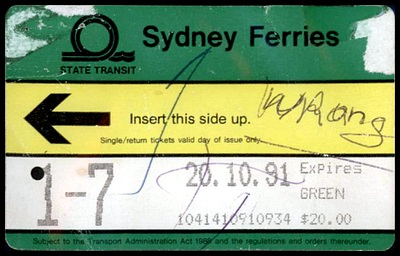 Sydney Ferries
STATE TRANSIT
Insert this side up.
Single/return tickets valid day of issue only.
1-7 20.10.91 Expires
GREEN
1041410910934 $20.00
Subject to the Transport Administration Act 1988 and the regulations and orders thereunder.